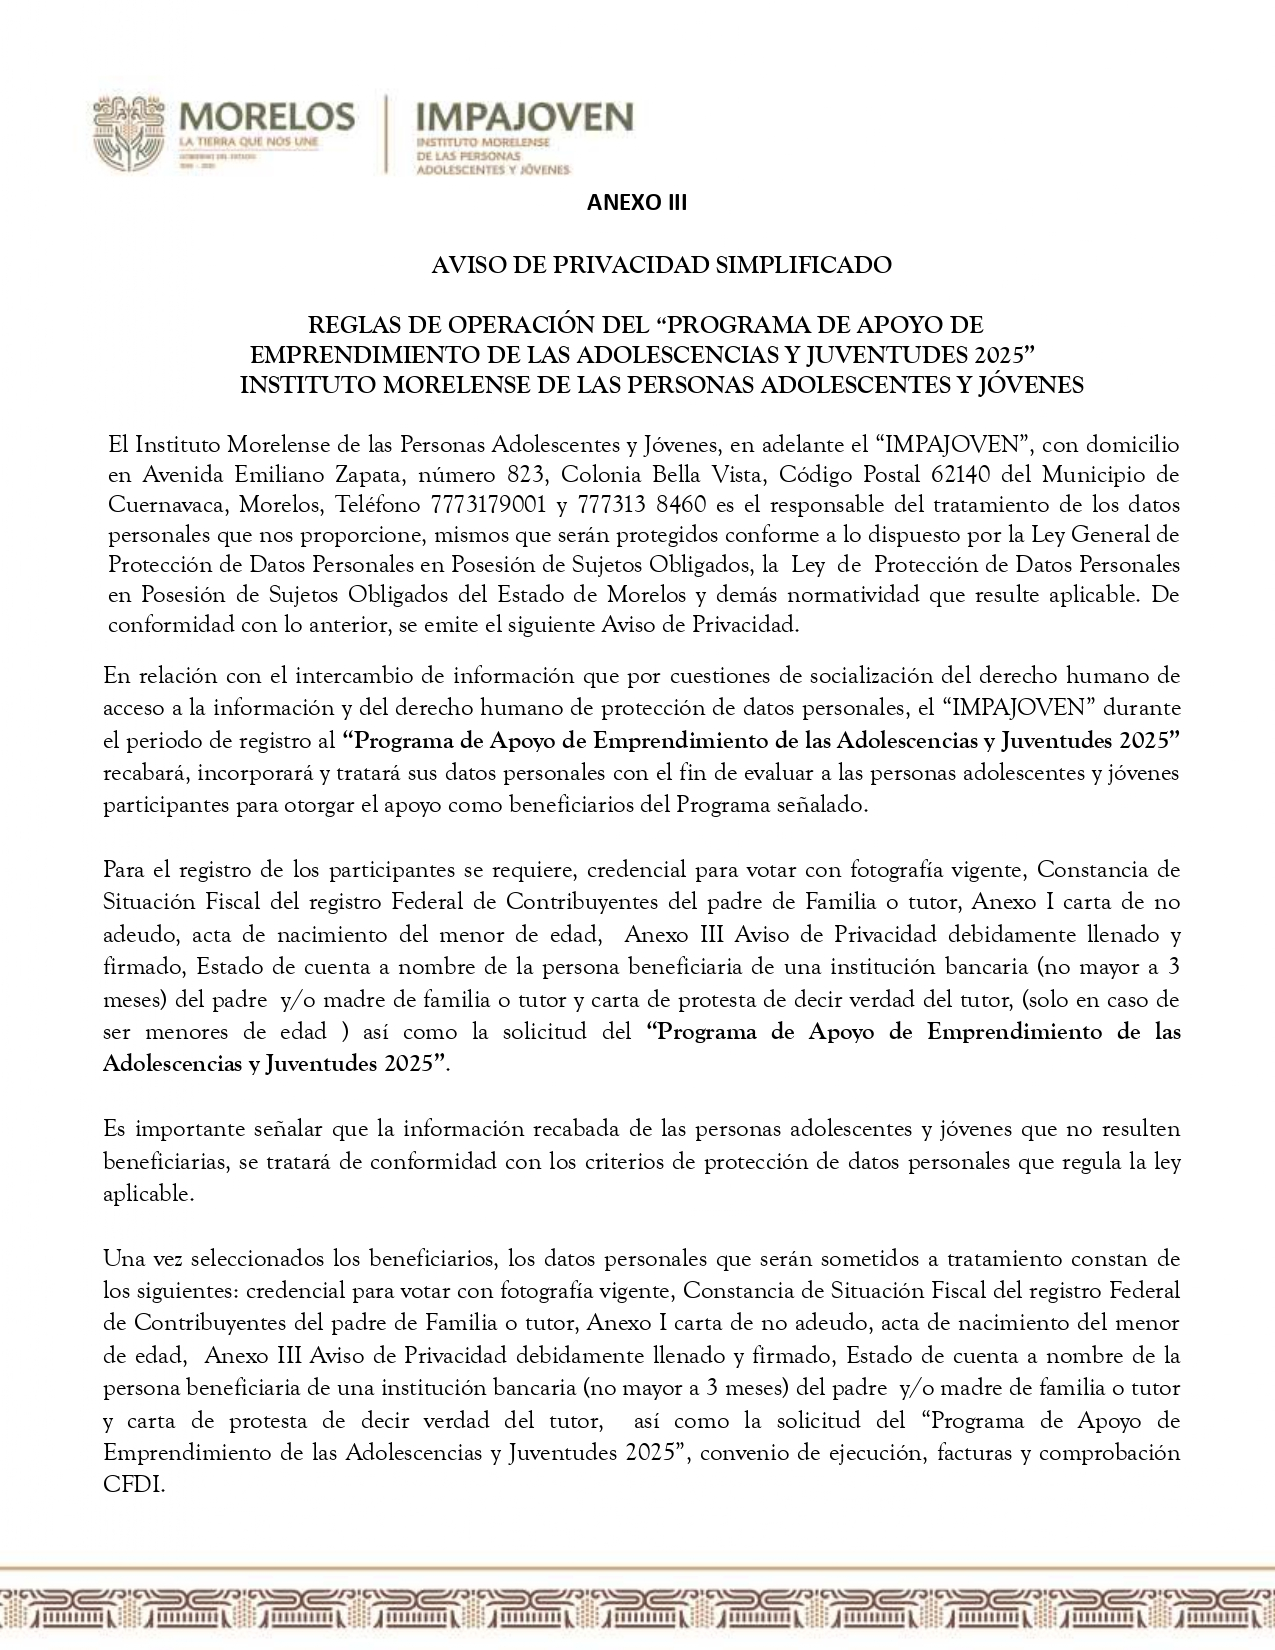 MORELOS
LA TIERRA QUE NOS UNE
GOBIERNO DEL ESTADO
IMPAJOVEN
INSTITUTO MORELENSE
DE LAS PERSONAS
ADOLESCENTES Y JÓVENES
ANEXO III
AVISO DE PRIVACIDAD SIMPLIFICADO
REGLAS DE OPERACIÓN DEL “PROGRAMA DE APOYO DE
EMPRENDIMIENTO DE LAS ADOLESCENCIAS Y JUVENTUDES 2025”
INSTITUTO MORELENSE DE LAS PERSONAS ADOLESCENTES Y JÓVENES
El Instituto Morelense de las Personas Adolescentes y Jóvenes, en adelante el “IMPAJOVEN”, con domicilio
en Avenida Emiliano Zapata, número 823, Colonia Bella Vista, Código Postal 62140 del Municipio de
Cuernavaca, Morelos, Teléfono 7773179001 y 777313 8460 es el responsable del tratamiento de los datos
personales que nos proporcione, mismos que serán protegidos conforme a lo dispuesto por la Ley General de
Protección de Datos Personales en Posesión de Sujetos Obligados, la Ley de Protección de Datos Personales
en Posesión de Sujetos Obligados del Estado de Morelos y demás normatividad que resulte aplicable. De
conformidad con lo anterior, se emite el siguiente Aviso de Privacidad.
En relación con el intercambio de información que por cuestiones de socialización del derecho humano de
acceso a la información y del derecho humano de protección de datos personales, el “IMPAJOVEN” durante
el periodo de registro al “Programa de Apoyo de Emprendimiento de las Adolescencias y Juventudes 2025”
recabará, incorporará y tratará sus datos personales con el fin de evaluar a las personas adolescentes y jóvenes
participantes para otorgar el apoyo como beneficiarios del Programa señalado.
Para el registro de los participantes se requiere, credencial para votar con fotografía vigente, Constancia de
Situación Fiscal del registro Federal de Contribuyentes del padre de Familia o tutor, Anexo I carta de no
adeudo, acta de nacimiento del menor de edad, Anexo III Aviso de Privacidad debidamente llenado y
firmado, Estado de cuenta a nombre de la persona beneficiaria de una institución bancaria (no mayor a 3
meses) del padre y/o madre de familia o tutor y carta de protesta de decir verdad del tutor, (solo en caso de
ser menores de edad ) así como la solicitud del “Programa de Apoyo de Emprendimiento de las
Adolescencias y Juventudes 2025”.
Es importante señalar que la información recabada de las personas adolescentes y jóvenes que no resulten
beneficiarias, se tratará de conformidad con los criterios de protección de datos personales que regula la ley
aplicable.
Una vez seleccionados los beneficiarios, los datos personales que serán sometidos a tratamiento constan de
los siguientes: credencial para votar con fotografía vigente, Constancia de Situación Fiscal del registro Federal
de Contribuyentes del padre de Familia o tutor, Anexo I carta de no adeudo, acta de nacimiento del menor
de edad, Anexo III Aviso de Privacidad debidamente llenado y firmado, Estado de cuenta a nombre de la
persona beneficiaria de una institución bancaria (no mayor a 3 meses) del padre y/o madre de familia o tutor
y carta de protesta de decir verdad del tutor, así como la solicitud del “Programa de Apoyo de
Emprendimiento de las Adolescencias y Juventudes 2025”, convenio de ejecución, facturas y comprobación
CFDI.